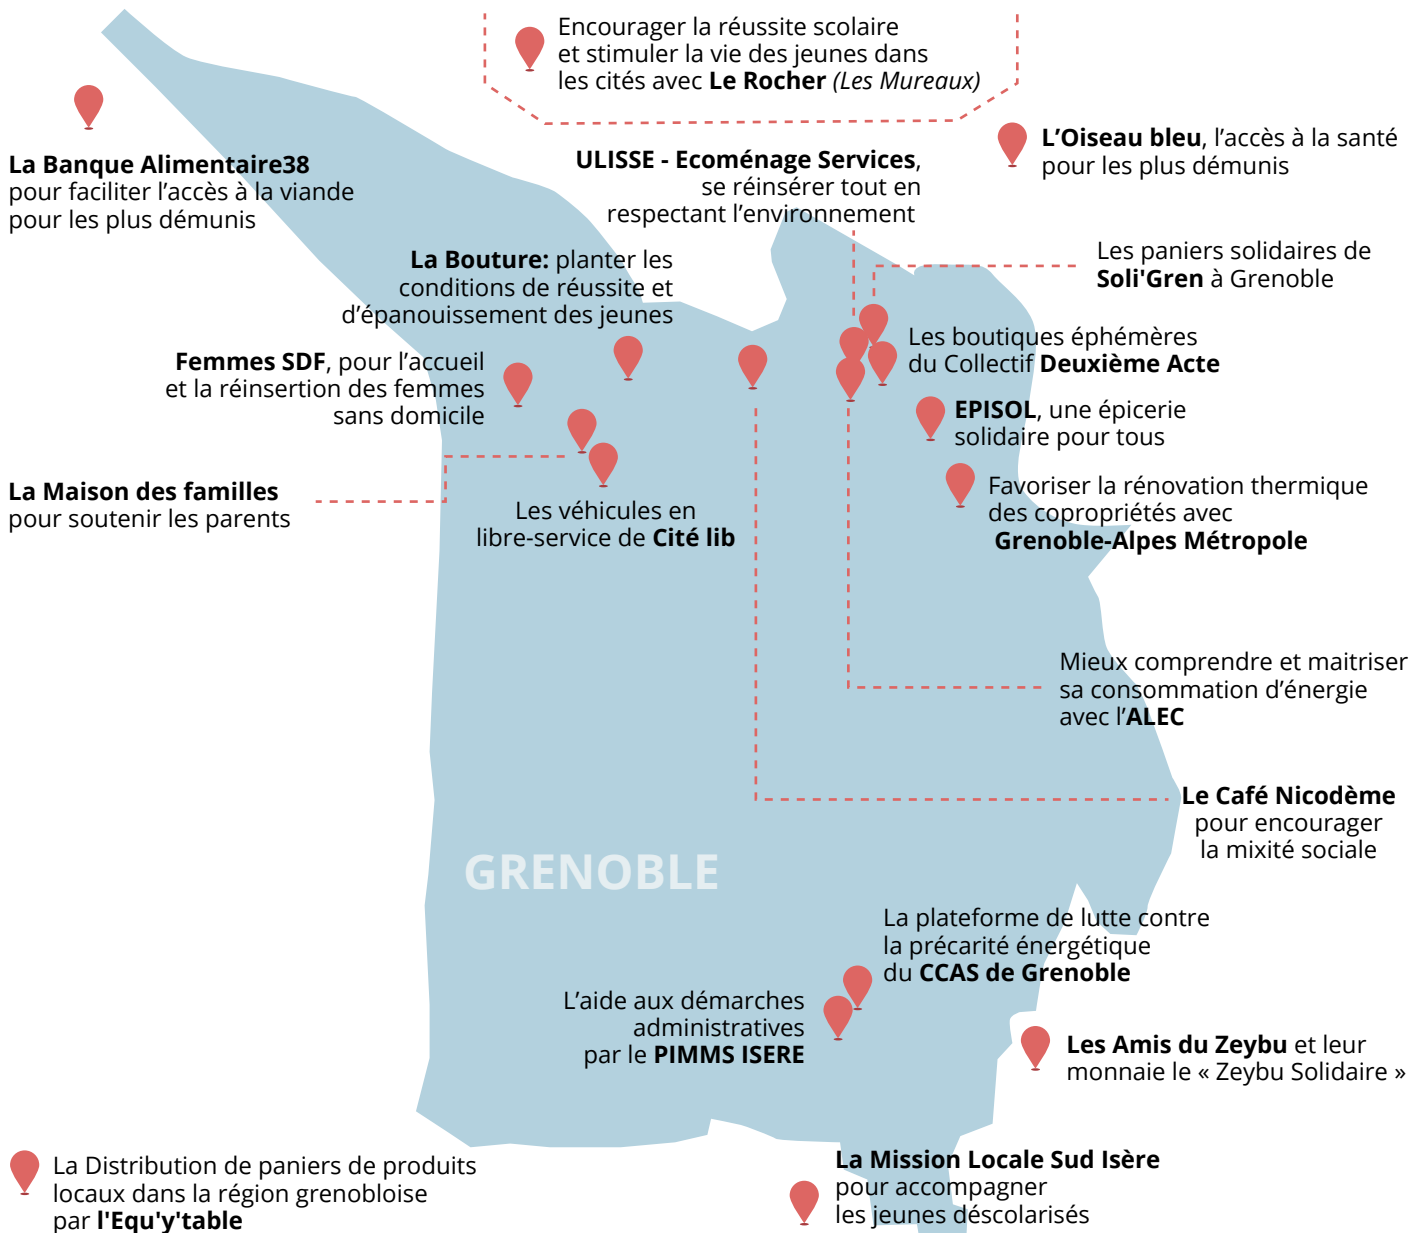 Encourager la réussite scolaire
et stimuler la vie des jeunes dans
les cités avec Le Rocher (Les Mureaux)
La Banque Alimentaire38
pour faciliter l'accès à la viande
pour les plus démunis
ULISSE - Ecoménage Services,
se réinsérer tout en
respectant l'environnement
L'Oiseau bleu, l'accès à la santé
pour les plus démunis
La Bouture: planter les
conditions de réussite et
d'épanouissement des jeunes
Les paniers solidaires de
Soli'Gren à Grenoble
Femmes SDF, pour l'accueil
et la réinsertion des femmes
sans domicile
Les boutiques éphémères
du Collectif Deuxième Acte
EPISOL, une épicerie
solidaire pour tous
La Maison des familles
pour soutenir les parents
Les véhicules en
libre-service de Cité lib
Favoriser la rénovation thermique
des copropriétés avec
Grenoble-Alpes Métropole
Mieux comprendre et maitriser
sa consommation d'énergie
avec l'ALEC
Le Café Nicodème
pour encourager
la mixité sociale
GRENOBLE
La plateforme de lutte contre
la précarité énergétique
du CCAS de Grenoble
L'aide aux démarches
administratives
par le PIMMS ISERE
Les Amis du Zeybu et leur
monnaie le « Zeybu Solidaire »
La Distribution de paniers de produits
locaux dans la région grenobloise
par l'Equ'y'table
La Mission Locale Sud Isère
pour accompagner
les jeunes déscolarisés